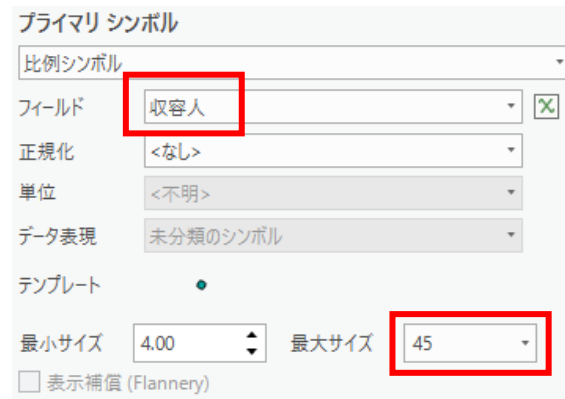 プライマリ シンボル
比例シンボル
フィールド 収容人
正規化 <なし>
単位 <不明>
データ表現 未分類のシンボル
テンプレート
最小サイズ 4.00 最大サイズ 45
表示補償 (Flannery)